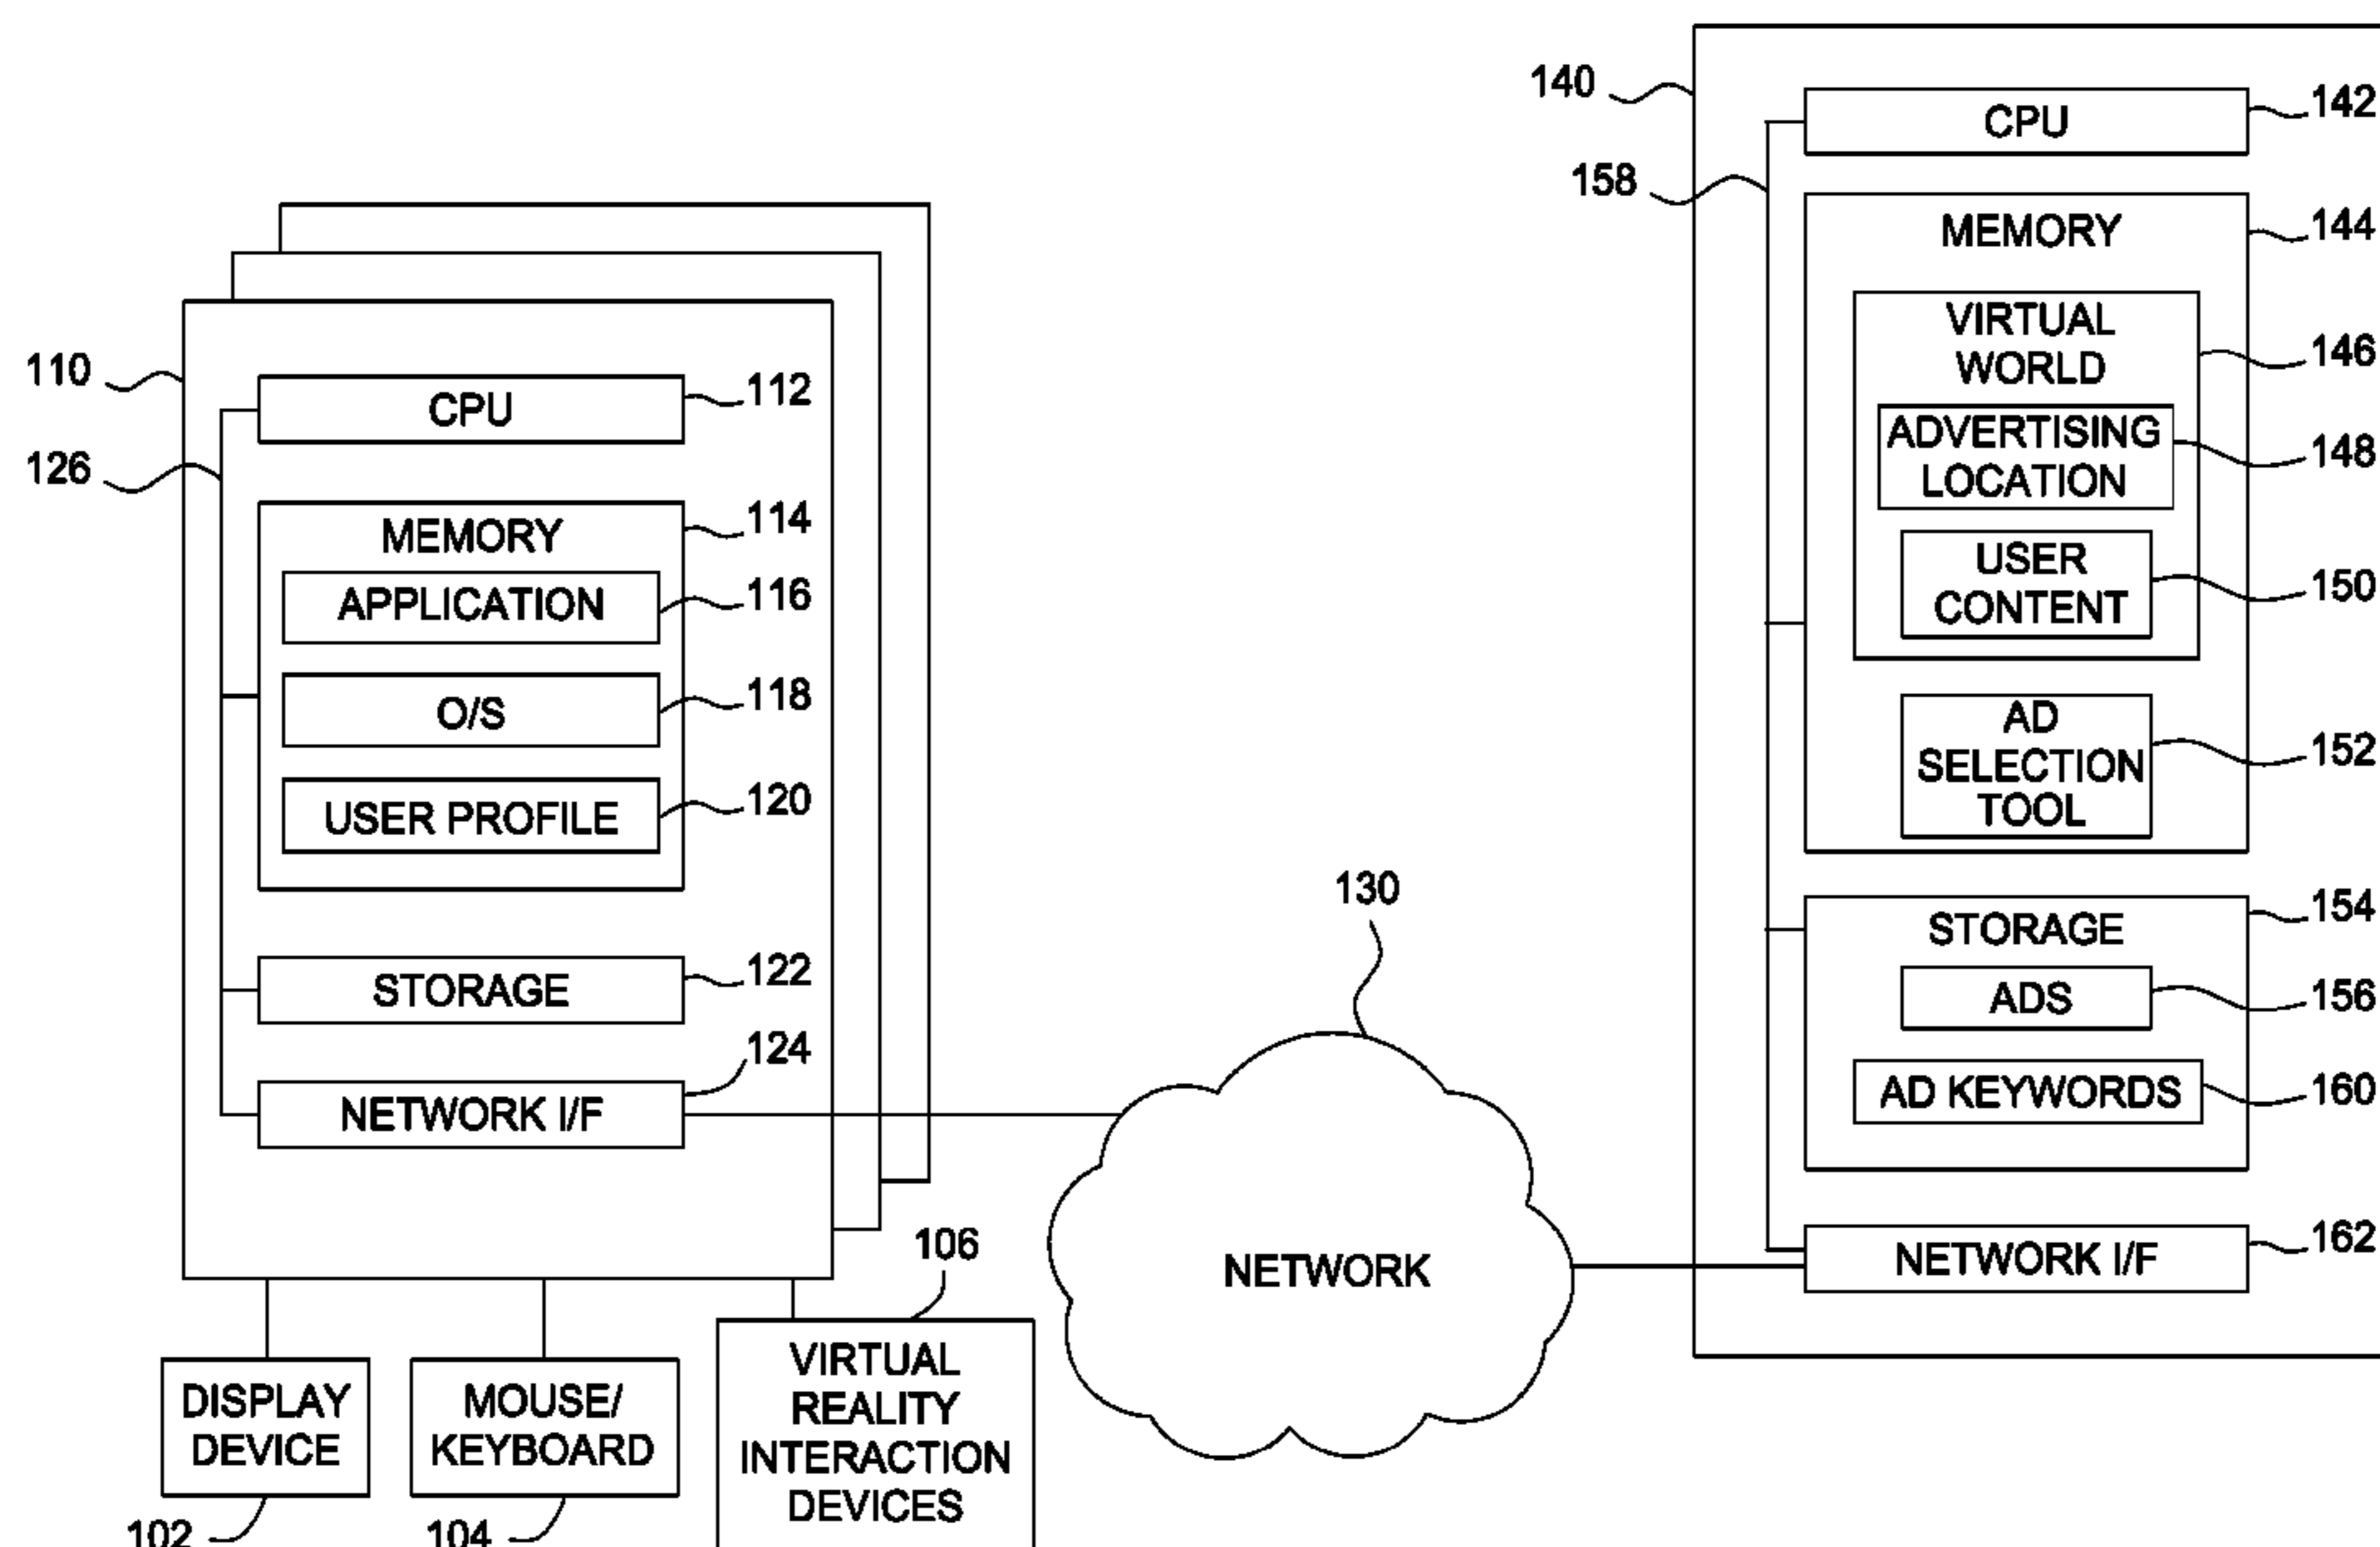 110
126
CPU
112
MEMORY
114
APPLICATION
116
O/S
118
USER PROFILE
120
STORAGE
122
NETWORK I/F
124
DISPLAY
DEVICE
102
MOUSE/
KEYBOARD
104
106
VIRTUAL
REALITY
INTERACTION
DEVICES
130
NETWORK
140
158
CPU
142
MEMORY
144
VIRTUAL
WORLD
146
ADVERTISING
LOCATION
148
USER
CONTENT
150
AD
SELECTION
TOOL
152
STORAGE
154
ADS
156
AD KEYWORDS
160
NETWORK I/F
162